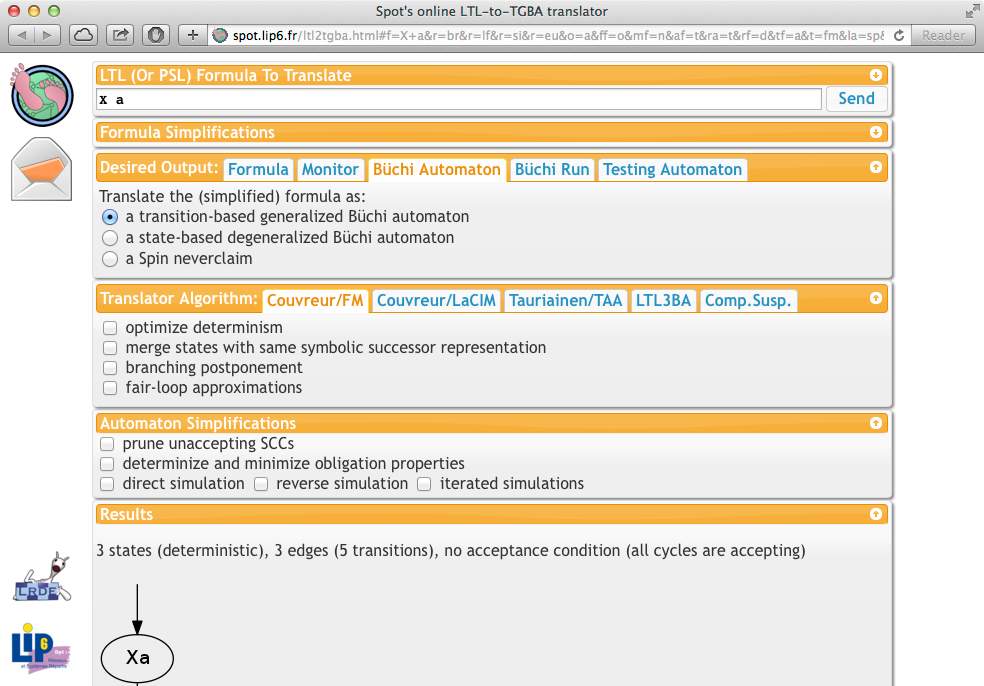 Spot's online LTL-to-TGBA translator
spot.lip6.fr/ltl2tgba.html#f=X+a&r=br&r=lf&r=si&r=eu&o=a&ff=o&mf=n&af=t&ra=t&rf=d&tf=a&t=fm&la=sp&
Reader
LTL (Or PSL) Formula To Translate
X a
Send
Formula Simplifications
Desired Output: Formula Monitor Büchi Automaton Büchi Run Testing Automaton
Translate the (simplified) formula as:
a transition-based generalized Büchi automaton
a state-based degeneralized Büchi automaton
a Spin neverclaim
Translator Algorithm: Couvreur/FM Couvreur/LaCIM Tauriainen/TAA LTL3BA Comp.Susp.
optimize determinism
merge states with same symbolic successor representation
branching postponement
fair-loop approximations
Automaton Simplifications
prune unaccepting SCCs
determinize and minimize obligation properties
direct simulation reverse simulation iterated simulations
Results
3 states (deterministic), 3 edges (5 transitions), no acceptance condition (all cycles are accepting)
LRDE
LIP6
Xa